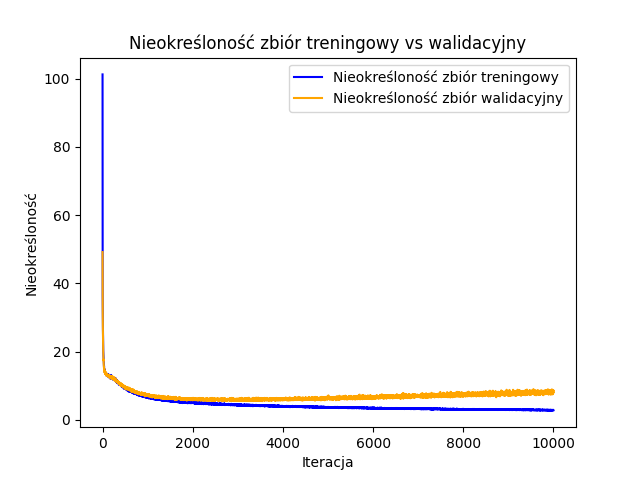 Nieokreśloność zbiór treningowy vs walidacyjny
Nieokreśloność zbiór treningowy
Nieokreśloność zbiór walidacyjny
Nieokreśloność
100
80
60
40
20
0
0 2000 4000 6000 8000 10000
Iteracja